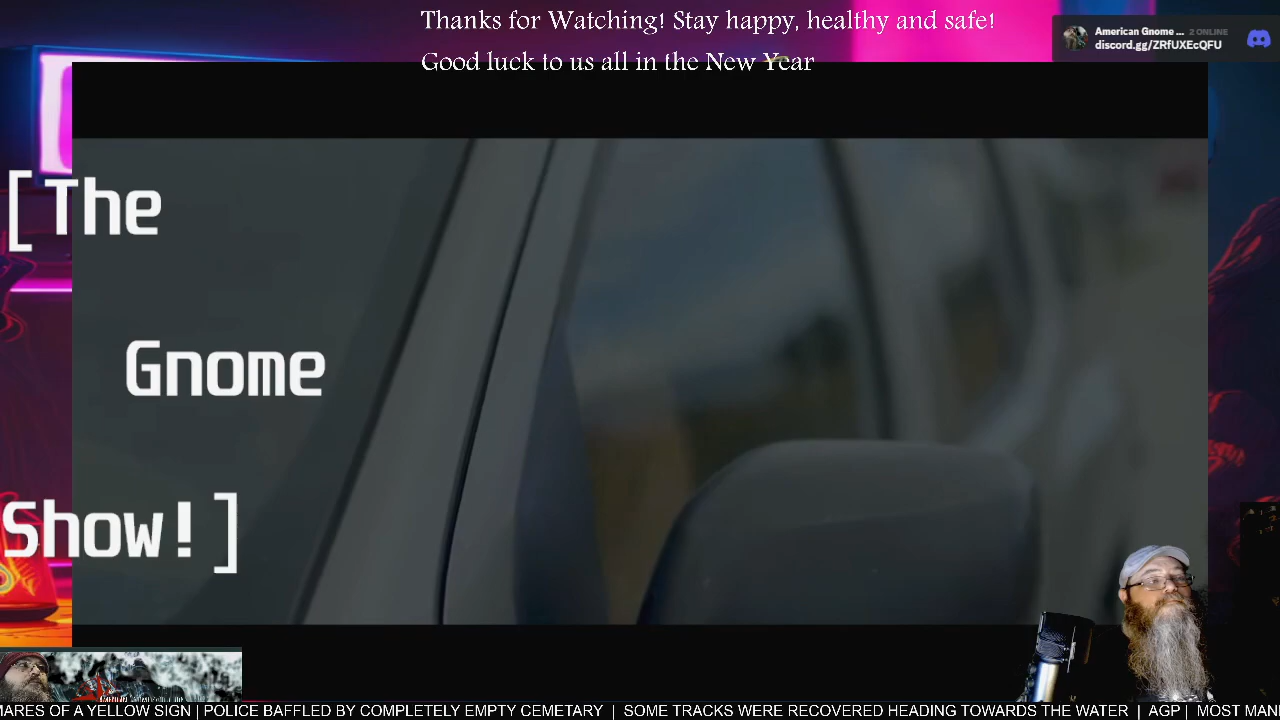 Thanks for Watching! Stay happy, healthy and safe!
Good luck to us all in the New Year
American Gnome ... 2 ONLINE
discord.gg/ZRfUXEcQFU
[The
Gnome
Show!]
MARES OF A YELLOW SIGN | POLICE BAFFLED BY COMPLETELY EMPTY CEMETARY | SOME TRACKS WERE RECOVERED HEADING TOWARDS THE WATER | AGP | MOST MAN